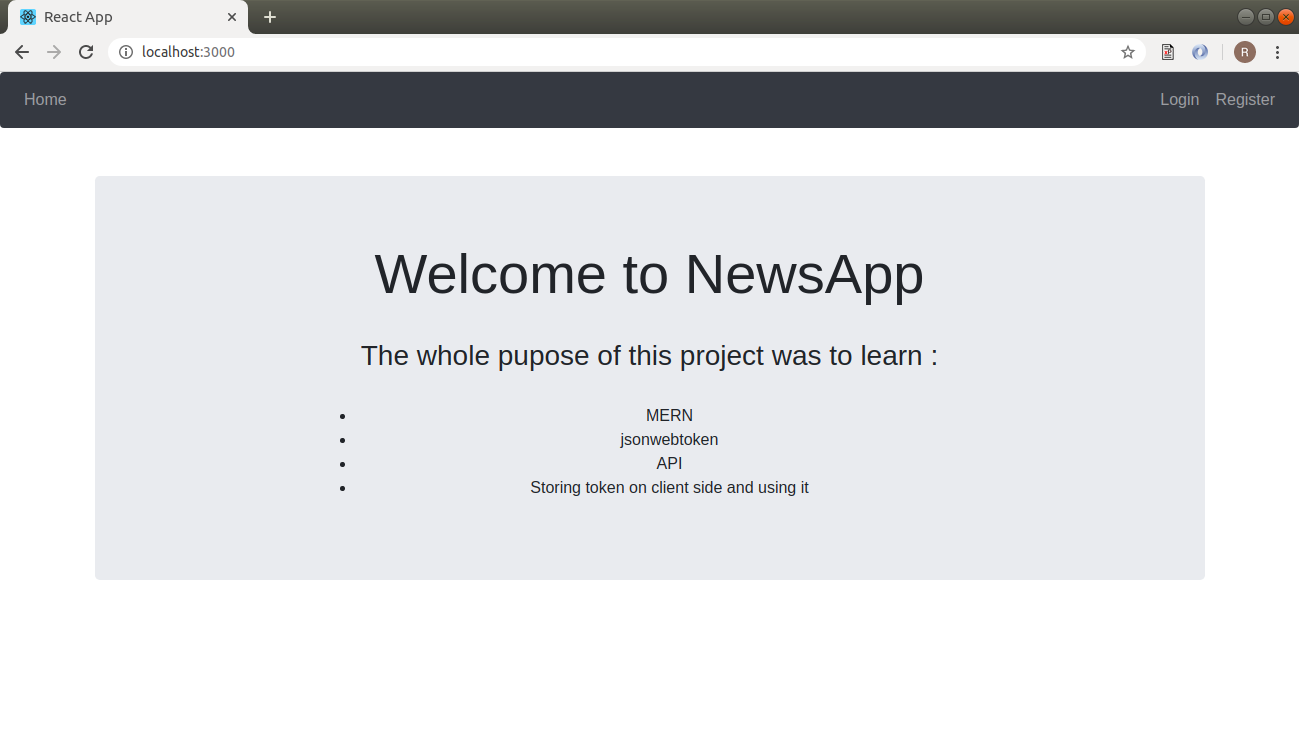 React App
localhost:3000
R
Home
Login Register
Welcome to NewsApp
The whole pupose of this project was to learn :
MERN
jsonwebtoken
API
Storing token on client side and using it